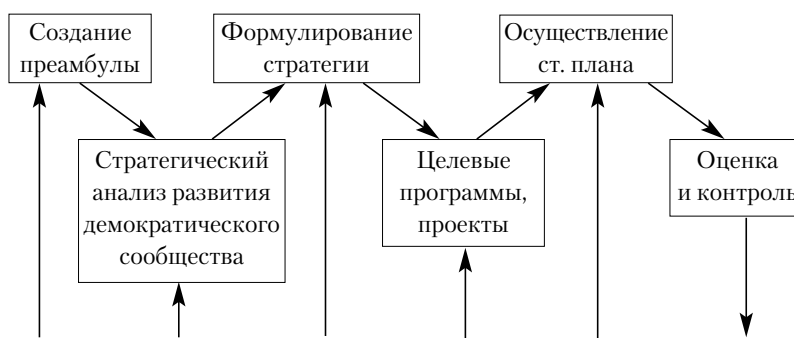 Создание
преамбулы
Формулирование
стратегии
Осуществление
ст. плана
Стратегический
анализ развития
демократического
сообщества
Целевые
программы,
проекты
Оценка
и контроль